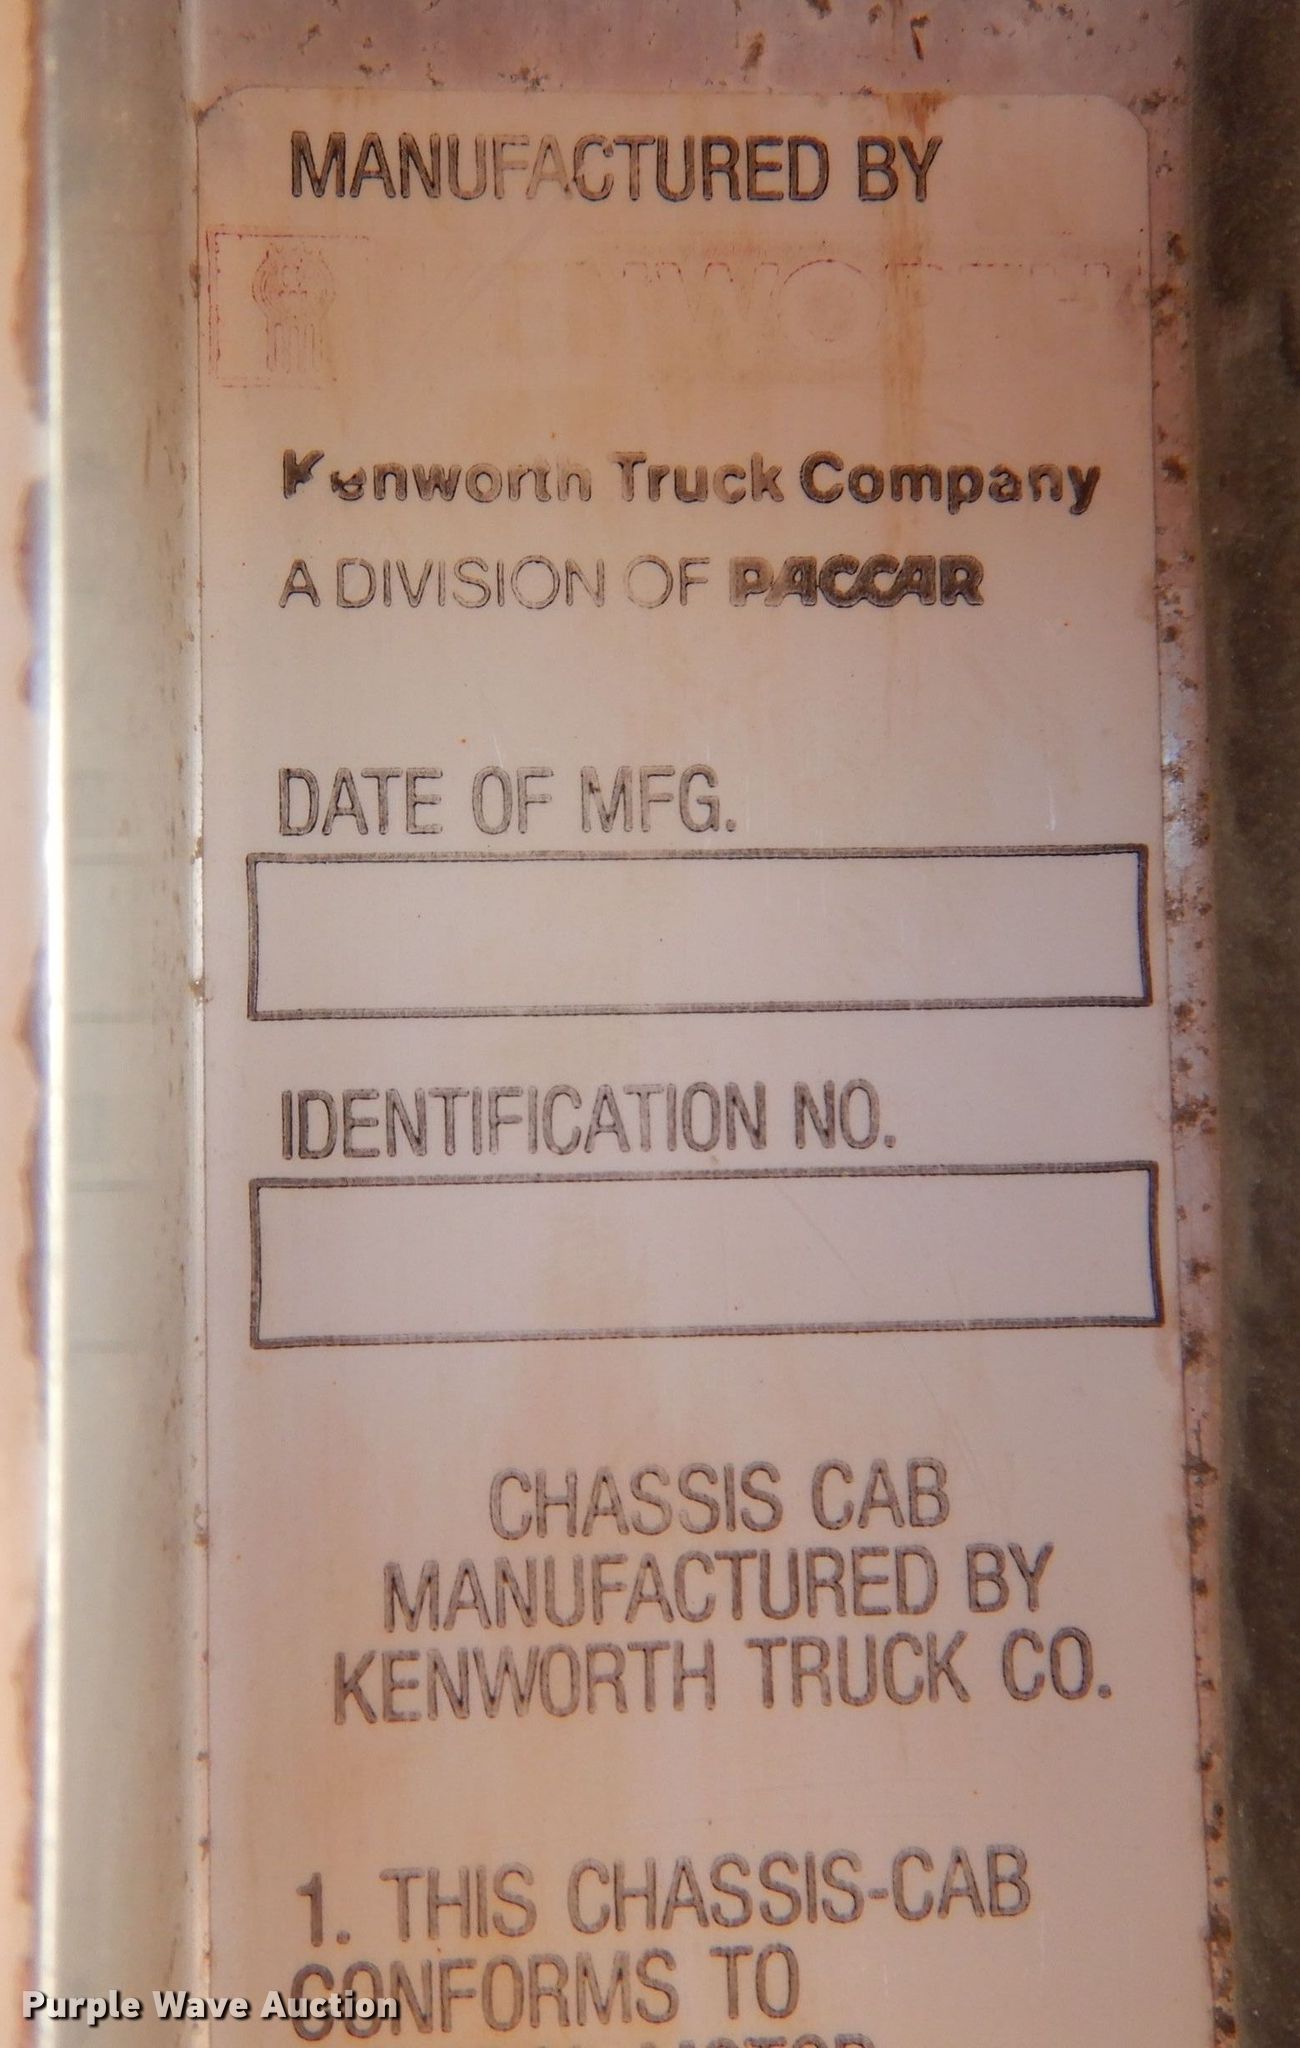 MANUFACTURED BY
Kenworth Truck Company
A DIVISION OF PACCAR
DATE OF MFG.
IDENTIFICATION NO.
CHASSIS CAB
MANUFACTURED BY
KENWORTH TRUCK CO.
1. THIS CHASSIS-CAB
CONFORMS TO
MOTOR
Purple Wave Auction